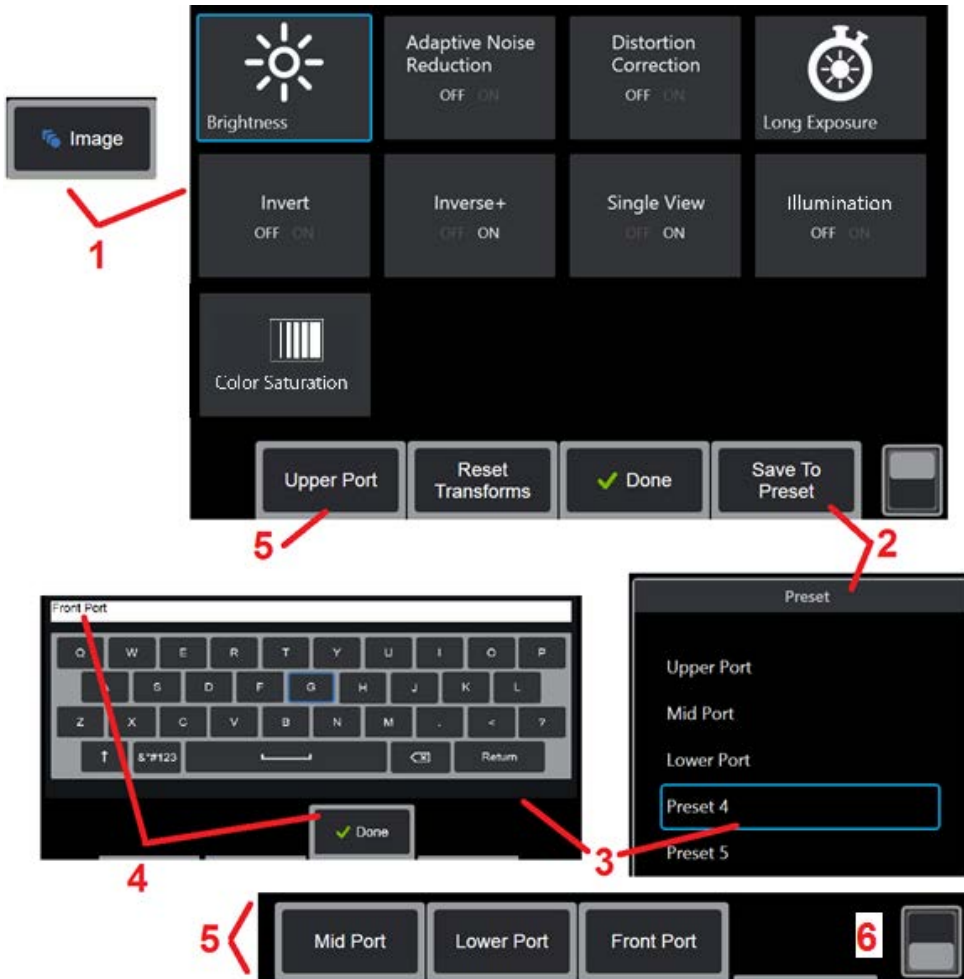 Image
1
Brightness
Adaptive Noise
Reduction
OFF ON
Distortion
Correction
OFF ON
Long Exposure
Invert
OFF ON
Inverse+
OFF ON
Single View
OFF ON
Illumination
OFF ON
Color Saturation
Upper Port
Reset
Transforms
Done
Save To
Preset
5
2
Front Port
Q W E R T Y U I O P
S D F G H J K L
Z X C V B N M . < ?
↑ &*#123 Return
Done
4
3
Preset
Upper Port
Mid Port
Lower Port
Preset 4
Preset 5
5
Mid Port
Lower Port
Front Port
6